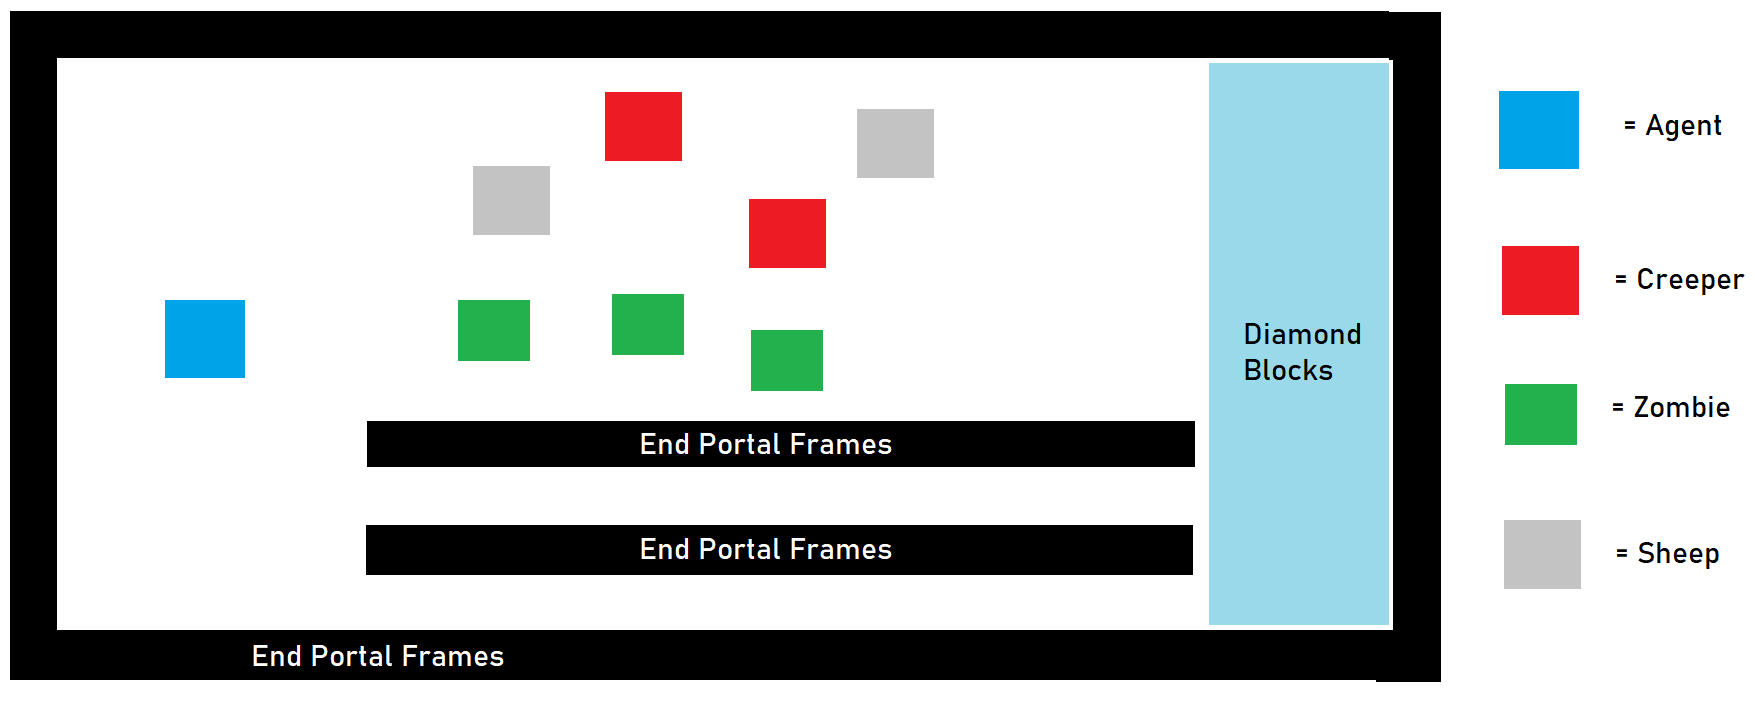 = Agent
= Creeper
Diamond
Blocks
= Zombie
End Portal Frames
End Portal Frames
= Sheep
End Portal Frames